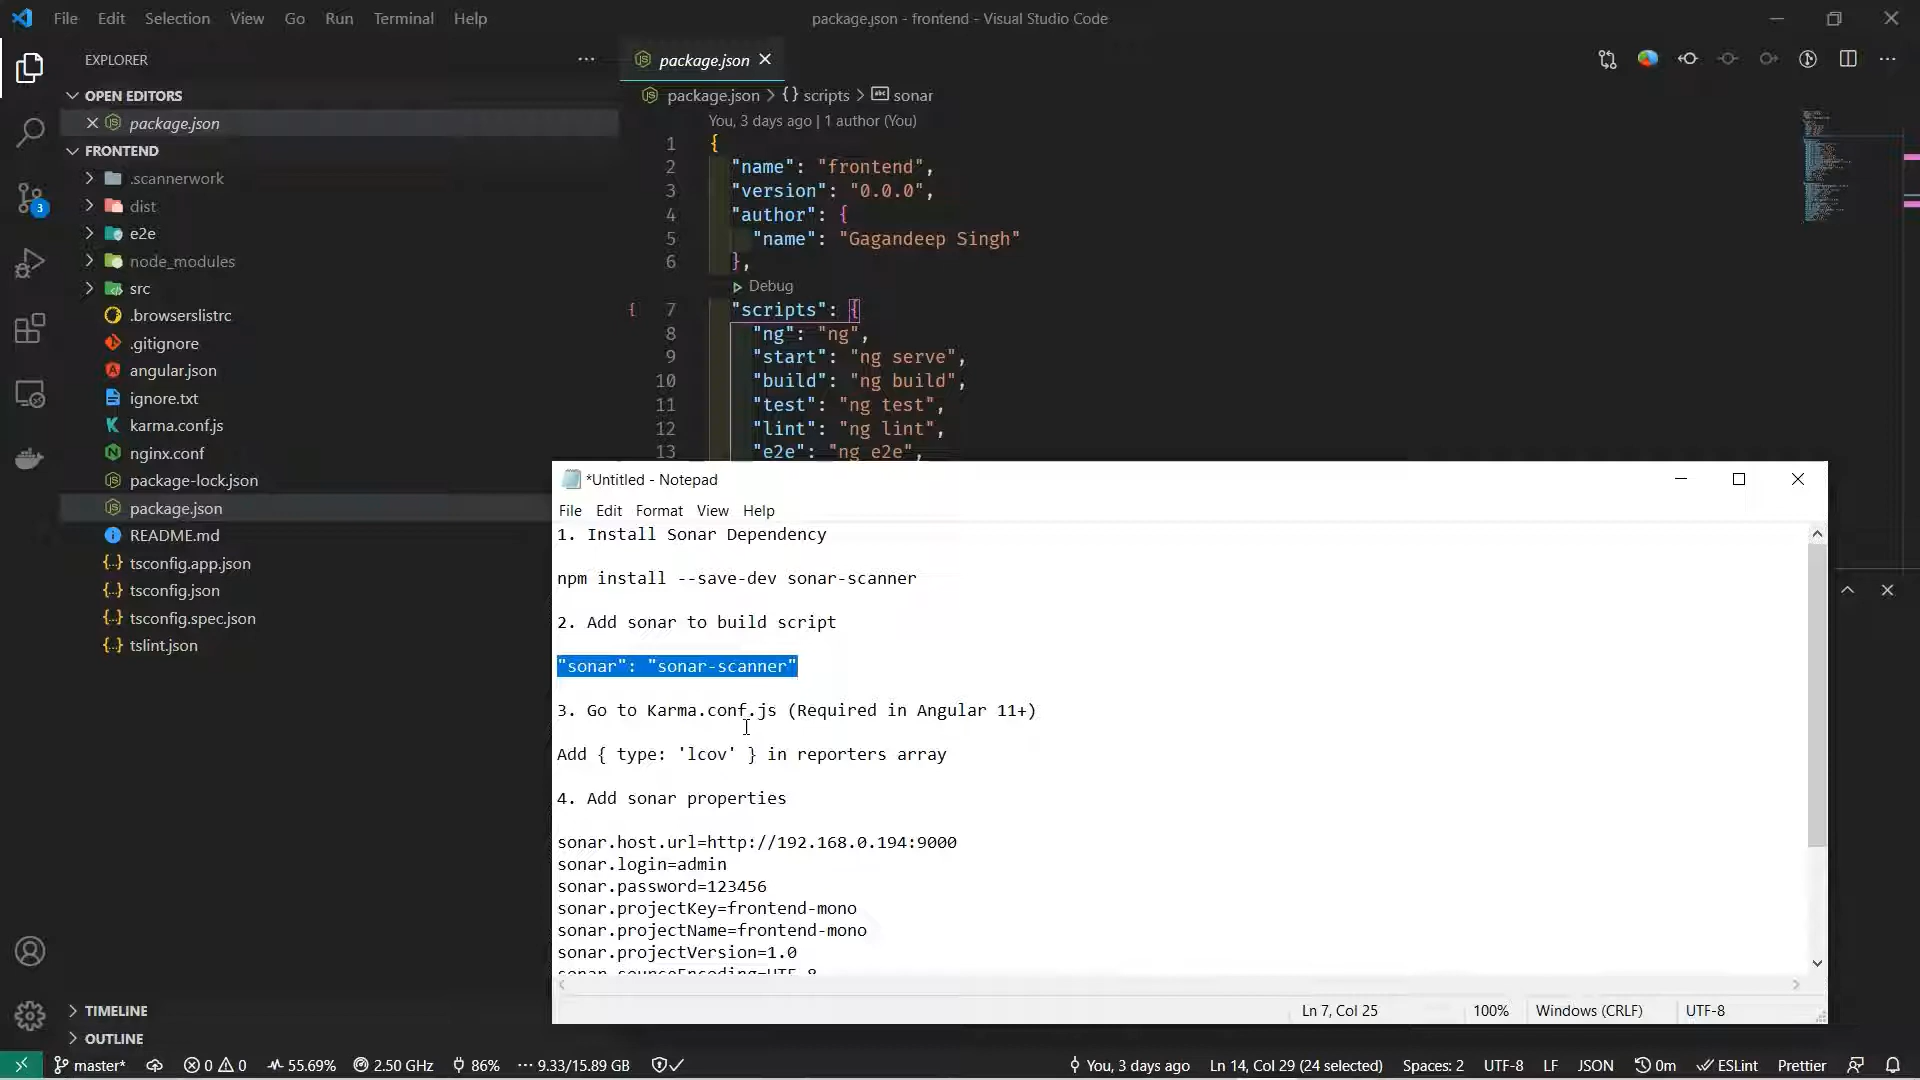 File Edit Selection View Go Run Terminal Help
package.json - frontend - Visual Studio Code
EXPLORER
OPEN EDITORS
package.json
FRONTEND
.scannerwork
dist
e2e
node_modules
src
.browserslistrc
.gitignore
angular.json
ignore.txt
karma.conf.js
nginx.conf
package-lock.json
package.json
README.md
tsconfig.app.json
tsconfig.json
tsconfig.spec.json
tslint.json
TIMELINE
OUTLINE
3
package.json
package.json > {} scripts > sonar
You, 3 days ago | 1 author (You)
1 {
2 "name": "frontend",
3 "version": "0.0.0",
4 "author": {
5 "name": "Gagandeep Singh"
6 },
Debug
7 "scripts": {
8 "ng": "ng",
9 "start": "ng serve",
10 "build": "ng build",
11 "test": "ng test",
12 "lint": "ng lint",
13 "e2e": "ng e2e",
*Untitled - Notepad
File Edit Format View Help
1. Install Sonar Dependency
npm install --save-dev sonar-scanner
2. Add sonar to build script
"sonar": "sonar-scanner"
3. Go to Karma.conf.js (Required in Angular 11+)
Add { type: 'lcov' } in reporters array
4. Add sonar properties
sonar.host.url=http://192.168.0.194:9000
sonar.login=admin
sonar.password=123456
sonar.projectKey=frontend-mono
sonar.projectName=frontend-mono
sonar.projectVersion=1.0
sonar.sourceEncoding=UTF-8
Ln 7, Col 25 100% Windows (CRLF) UTF-8
master* 0 0 55.69% 2.50 GHz 86% 9.33/15.89 GB You, 3 days ago Ln 14, Col 29 (24 selected) Spaces: 2 UTF-8 LF JSON 0m ESLint Prettier